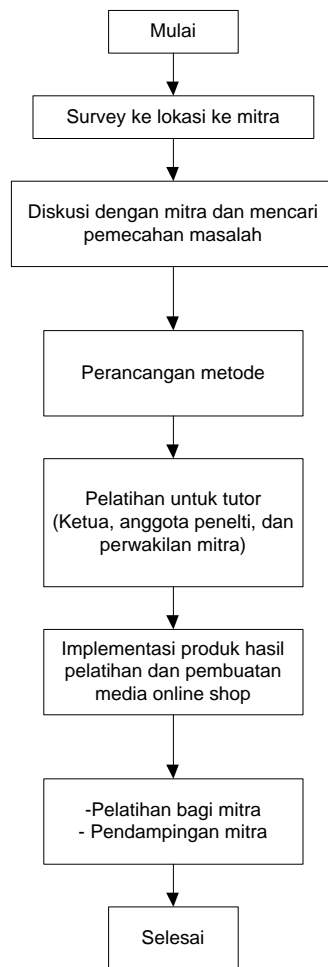 Mulai
Survey ke lokasi ke mitra
Diskusi dengan mitra dan mencari
pemecahan masalah
Perancangan metode
Pelatihan untuk tutor
(Ketua, anggota penelti, dan
perwakilan mitra)
Implementasi produk hasil
pelatihan dan pembuatan
media online shop
-Pelatihan bagi mitra
- Pendampingan mitra
Selesai